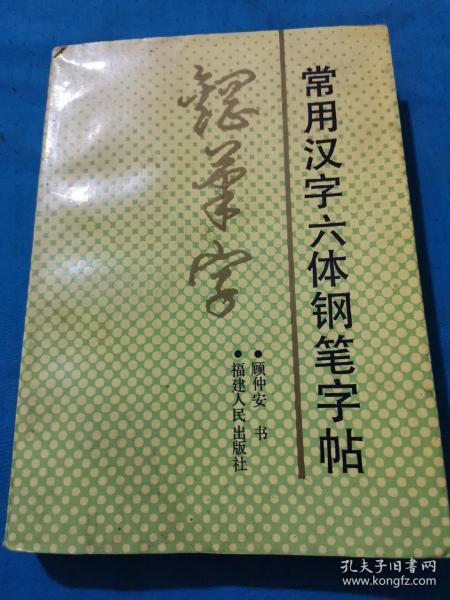 常用汉字六体钢笔字帖
钢笔字
●顾仲安 书
●福建人民出版社
孔夫子旧书网
www.kongfz.com